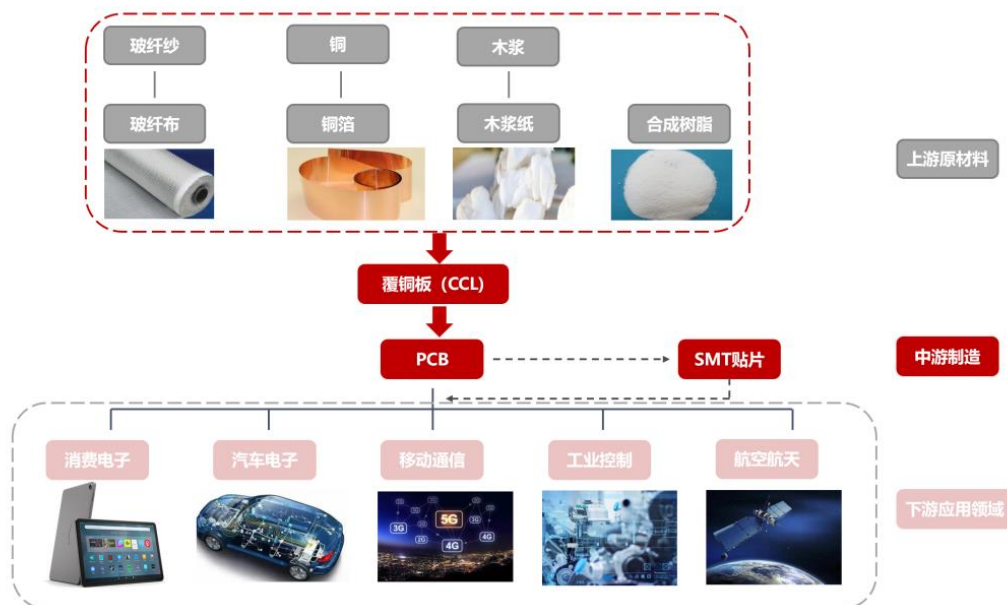 玻纤纱
铜
木浆
玻纤布
铜箔
木浆纸
合成树脂
上游原材料
覆铜板（CCL)
PCB
SMT贴片
中游制造
消费电子
汽车电子
移动通信
工业控制
航空航天
下游应用领域
5G
3G
2G
4G
4G